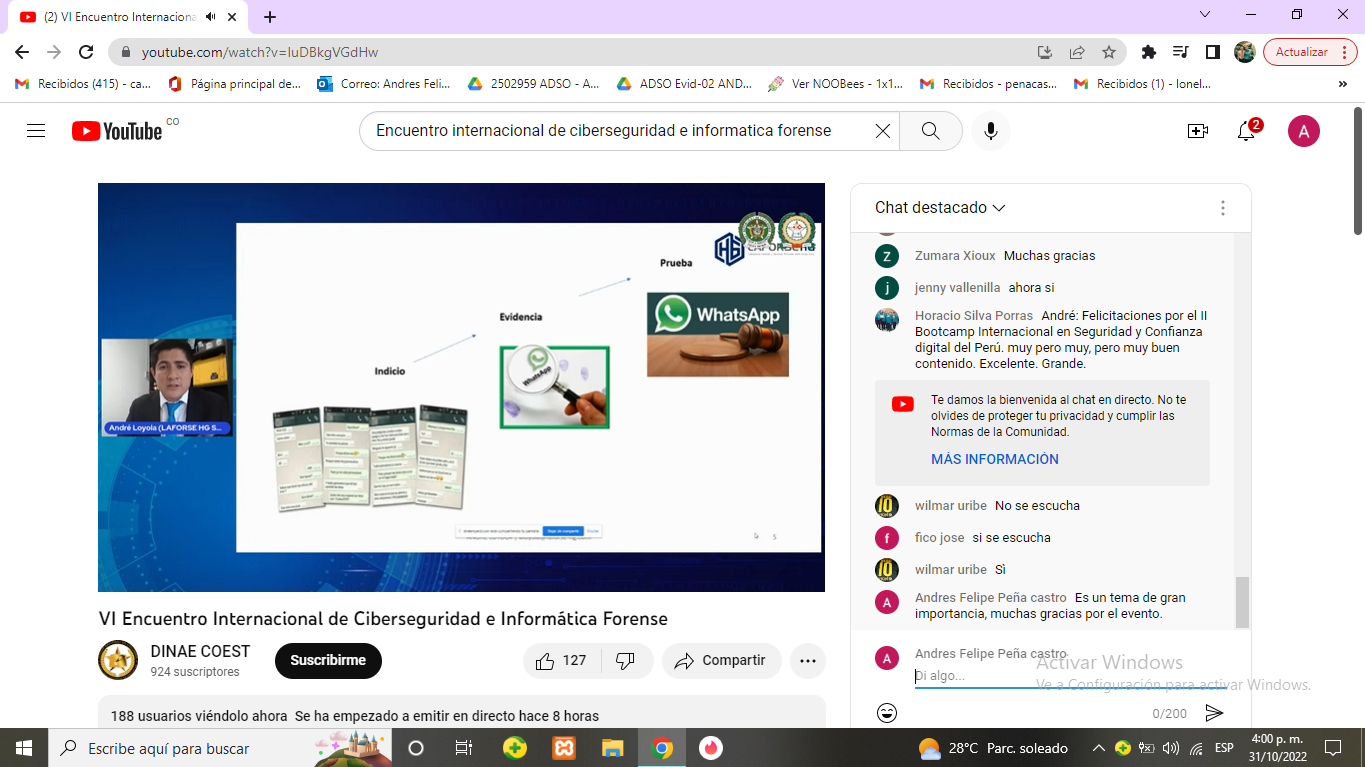 (2) VI Encuentro Internaciona
youtube.com/watch?v=IuDBkgVGdHw
Actualizar
Recibidos (415) - ca...
Página principal de...
Correo: Andres Feli...
2502959 ADSO - A...
ADSO Evid-02 AND...
Ver NOOBees - 1x1...
Recibidos - penacas...
Recibidos (1) - lonel...
»
YouTube CO
Encuentro internacional de ciberseguridad e informatica forense
2
A
LAFORSE HG
Prueba
WhatsApp
Evidencia
WhatsApp
Indicio
André Loyola (LAFORSE HG S...
5
VI Encuentro Internacional de Ciberseguridad e Informática Forense
DINAE COEST
924 suscriptores
Suscribirme
127
Compartir
188 usuarios viéndolo ahora Se ha empezado a emitir en directo hace 8 horas
Chat destacado
Z Zumara Xioux Muchas gracias
j jenny vallenilla ahora si
Horacio Silva Porras André: Felicitaciones por el II
Bootcamp Internacional en Seguridad y Confianza
digital del Perú. muy pero muy, pero muy buen
contenido. Excelente. Grande.
Te damos la bienvenida al chat en directo. No te
olvides de proteger tu privacidad y cumplir las
Normas de la Comunidad.
MÁS INFORMACIÓN
10 wilmar uribe No se escucha
f fico jose si se escucha
10 wilmar uribe Sì
A Andres Felipe Peña castro Es un tema de gran
importancia, muchas gracias por el evento.
A Andres Felipe Peña castro
Di algo...
0/200
Activar Windows
Ve a Configuración para activar Windows.
Escribe aquí para buscar
28°C Parc. soleado
ESP
4:00 p. m.
31/10/2022